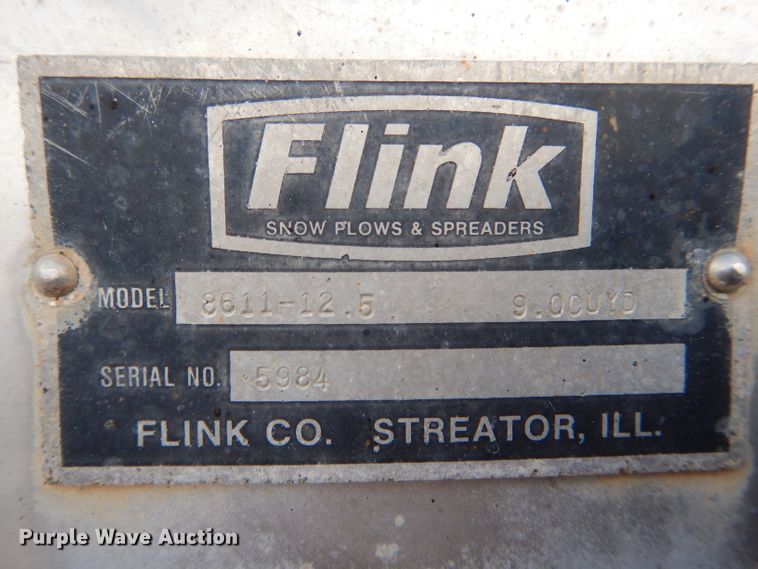 Flink
SNOW PLOWS & SPREADERS
MODEL 8611-12.5 9.0CUYD
SERIAL NO. 5984
FLINK CO. STREATOR, ILL.
Purple Wave Auction